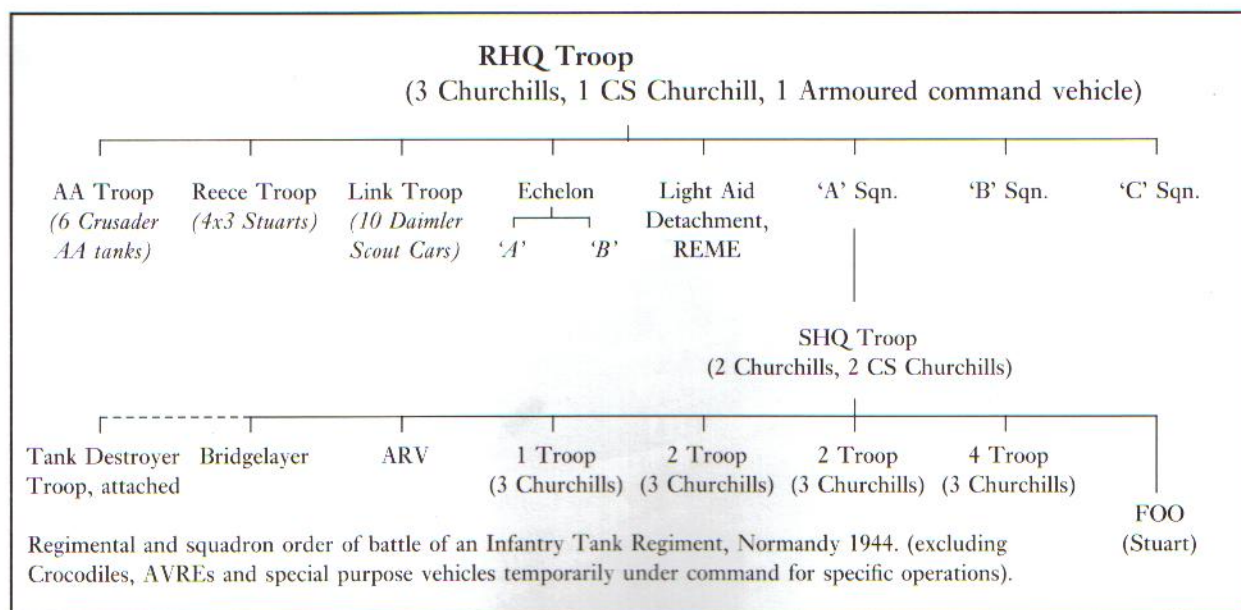 RHQ Troop
(3 Churchills, 1 CS Churchill, 1 Armoured command vehicle)
AA Troop
(6 Crusader
AA tanks)
Reece Troop
(4x3 Stuarts)
Link Troop
(10 Daimler
Scout Cars)
Echelon
‘A’ ‘B’
Light Aid
Detachment,
REME
‘A’ Sqn.
‘B’ Sqn.
‘C’ Sqn.
SHQ Troop
(2 Churchills, 2 CS Churchills)
Tank Destroyer
Troop, attached
Bridgelayer
ARV
1 Troop
(3 Churchills)
2 Troop
(3 Churchills)
2 Troop
(3 Churchills)
4 Troop
(3 Churchills)
FOO
(Stuart)
Regimental and squadron order of battle of an Infantry Tank Regiment, Normandy 1944. (excluding
Crocodiles, AVREs and special purpose vehicles temporarily under command for specific operations).